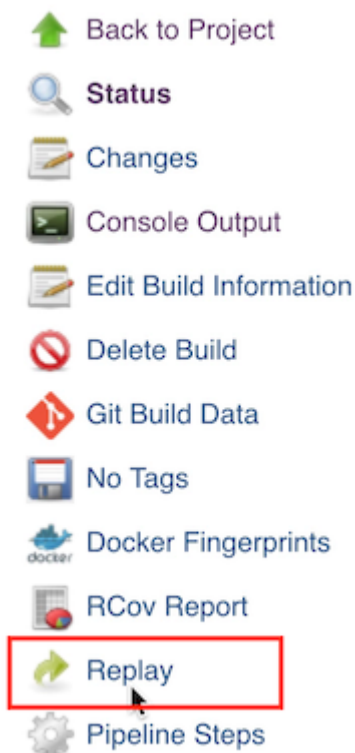 Back to Project
Status
Changes
Console Output
Edit Build Information
Delete Build
Git Build Data
No Tags
docker
Docker Fingerprints
RCov Report
Replay
Pipeline Steps